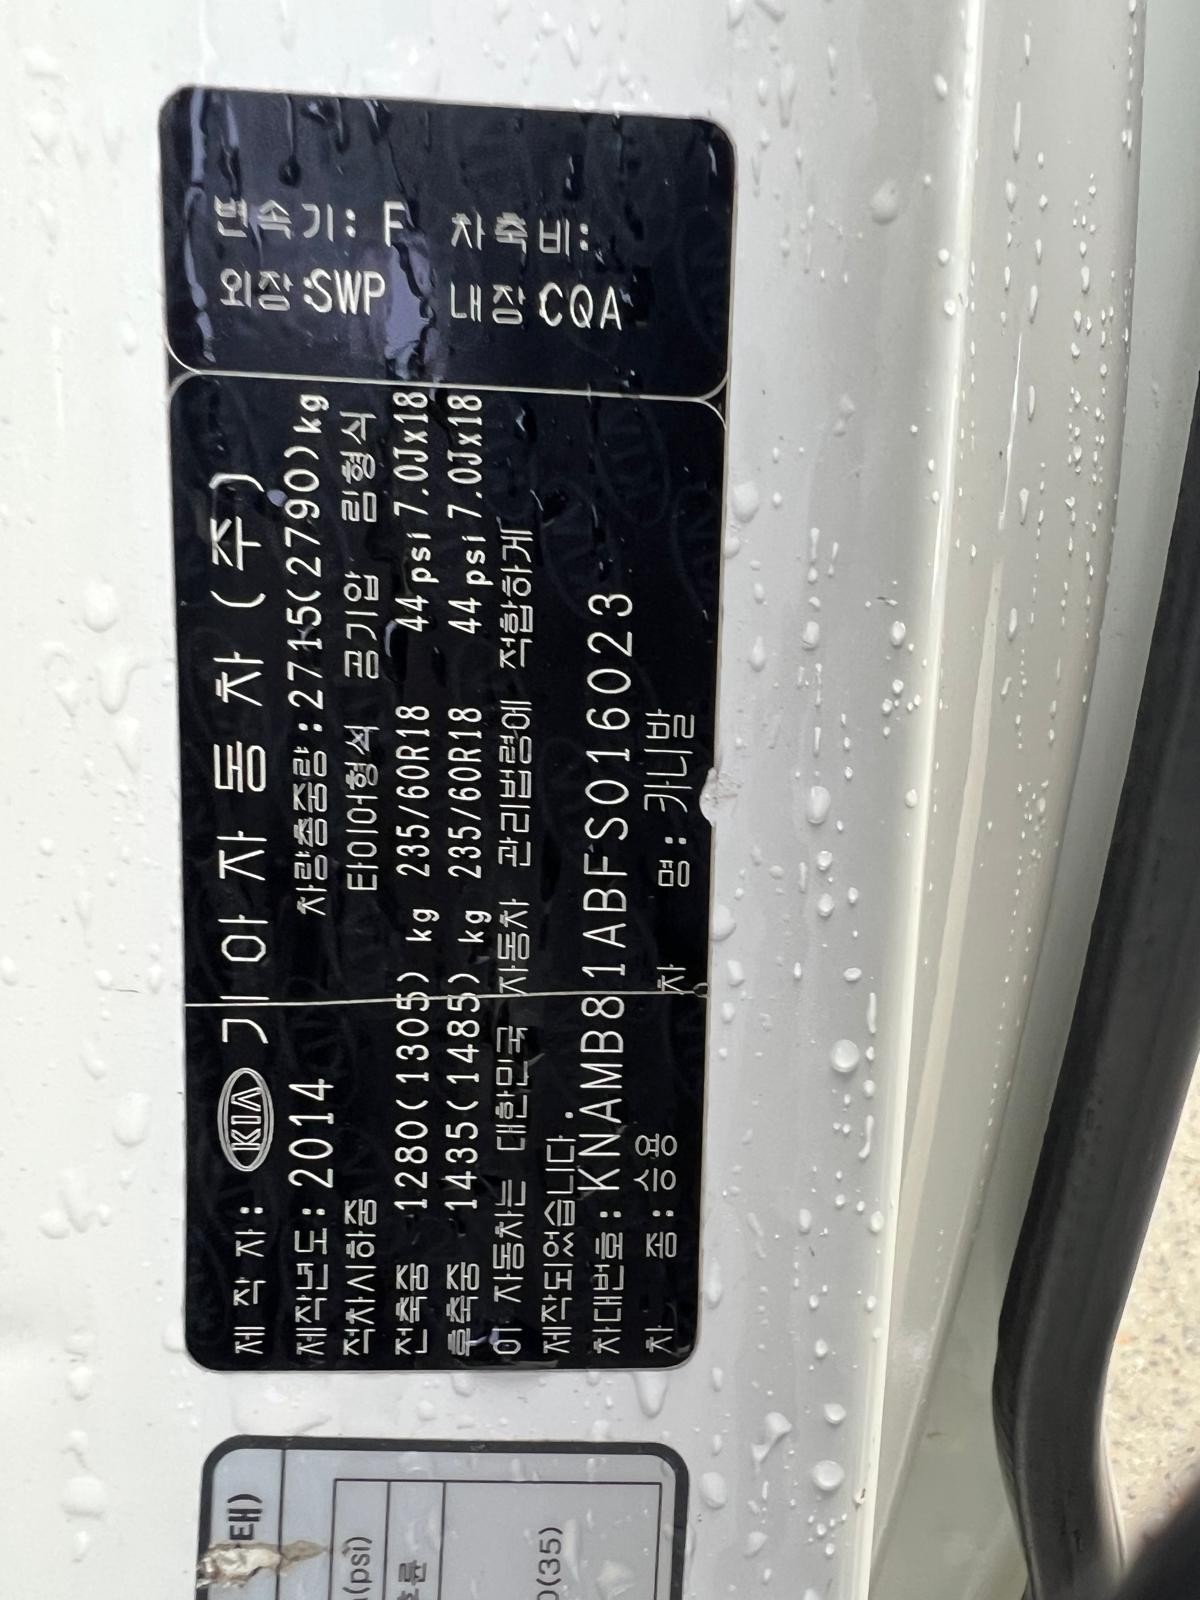 변속기: F 차축비:
외장:SWP 내장 CQA
제 작 자: KIA 기 아 자 동 차 (주)
제작년도:2014 차량총중량:2715(2790)kg
적차시하중 타이어형식 공기압 림형식
전축중 1280(1305) kg 235/60R18 44 psi 7.0Jx18
후축중 1435(1485) kg 235/60R18 44 psi 7.0Jx18
이 자동차는 대한민국 자동차 관리법령에 적합하게
제작되었습니다
차대번호:KNAMB81ABFS016023
차 종:승용 차 명:카니발
(psi)
0(35)